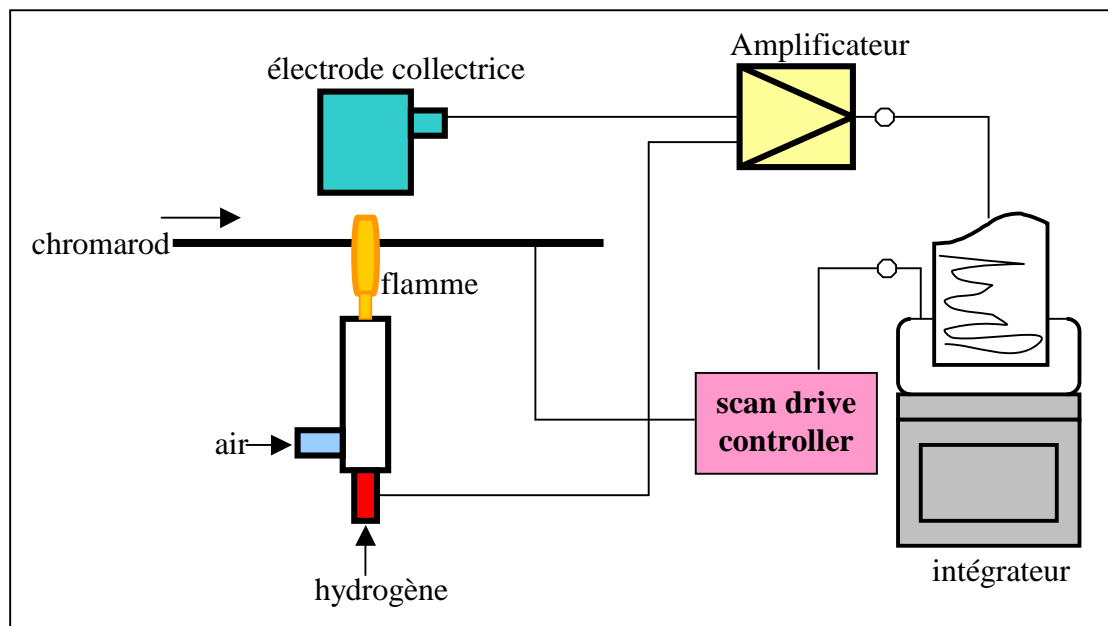 Amplificateur
électrode collectrice
chromarod
flamme
scan drive
controller
air
intégrateur
hydrogène